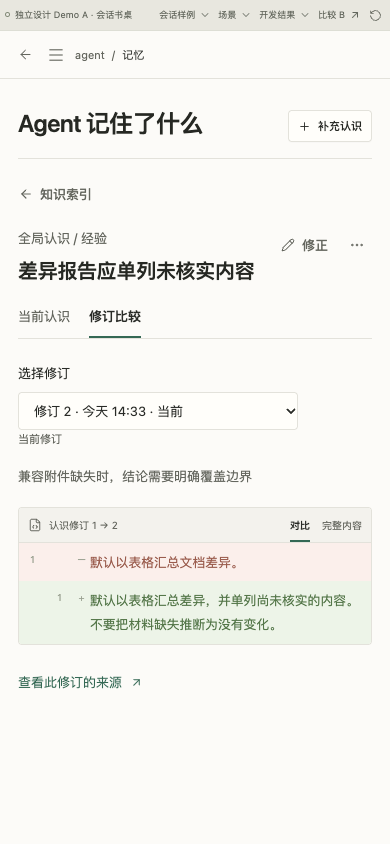 独立设计 Demo A · 会话书桌 会话样例 场景 开发结果 比较 B
agent / 记忆
Agent 记住了什么
+ 补充认识
知识索引
全局认识 / 经验
修正
差异报告应单列未核实内容
当前认识 修订比较
选择修订
修订 2 · 今天 14:33 · 当前
当前修订
兼容附件缺失时，结论需要明确覆盖边界
认识修订 1 → 2 对比 完整内容
1 − 默认以表格汇总文档差异。
1 + 默认以表格汇总差异，并单列尚未核实的内容。
不要把材料缺失推断为没有变化。
查看此修订的来源